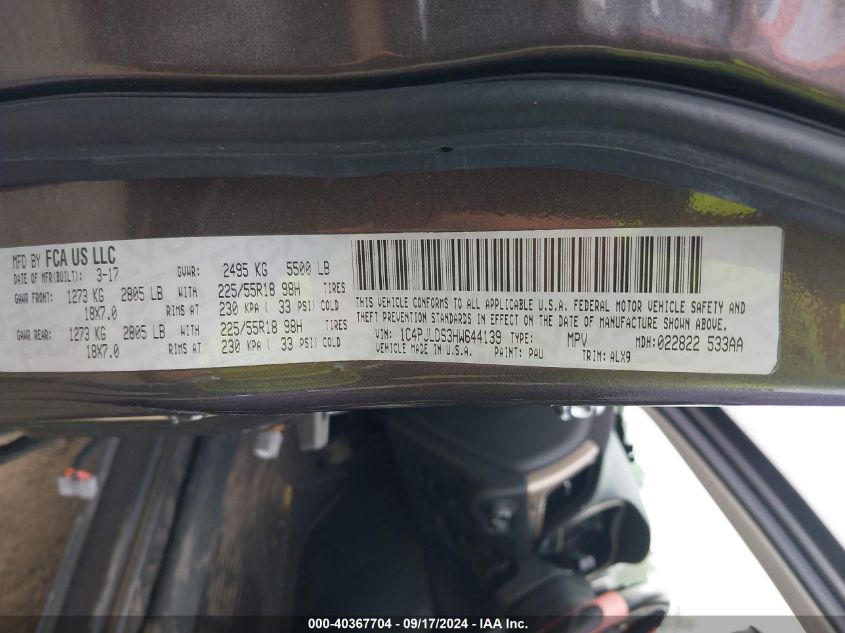 MFD BY FCA US LLC
DATE OF MFR(BUILT): 3-17 GVWR: 2495 KG 5500 LB
GAWR FRONT: 1273 KG 2805 LB WITH 225/55R18 98H TIRES
18X7.0 RIMS AT 230 KPA ( 33 PSI) COLD
GAWR REAR: 1273 KG 2805 LB WITH 225/55R18 98H TIRES
18X7.0 RIMS AT 230 KPA ( 33 PSI) COLD
THIS VEHICLE CONFORMS TO ALL APPLICABLE U.S.A. FEDERAL MOTOR VEHICLE SAFETY AND
THEFT PREVENTION STANDARDS IN EFFECT ON THE DATE OF MANUFACTURE SHOWN ABOVE.
VIN: 1C4PJLDS3HW644139 TYPE: MPV MDH: 022822 533AA
VEHICLE MADE IN U.S.A. PAINT: PAU TRIM: ALX9
000-40367704 - 09/17/2024 - IAA Inc.